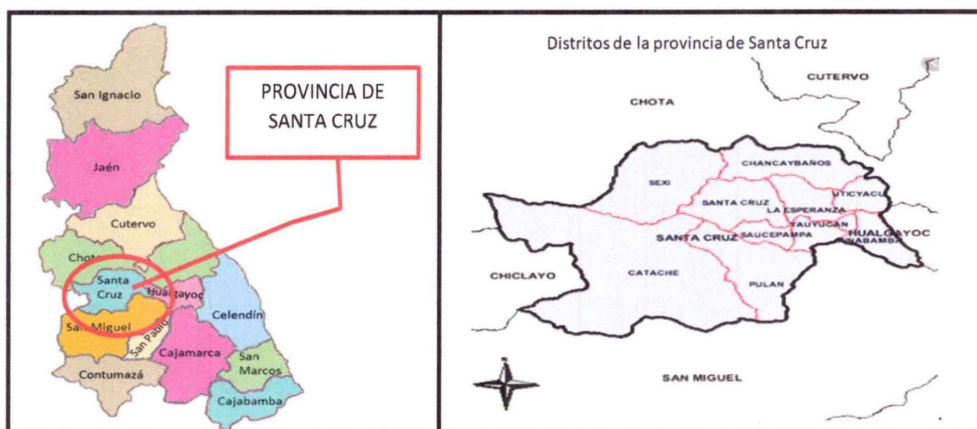 San Ignacio
Jaén
Cutervo
Chota
Santa
Cruz
Hualgayoc
San Miguel
San Pablo
Celendín
Cajamarca
San
Marcos
Contumazá
Cajabamba
PROVINCIA DE
SANTA CRUZ
Distritos de la provincia de Santa Cruz
CUTERVO
CHOTA
CHANCAYBAÑOS
SEXI
UTICYACU
SANTA CRUZ
LA ESPERANZA
YAUYUCAN
SANTA CRUZ
SAUCEPAMPA
HUALGAYOC
NABAMBA
CHICLAYO
CATACHE
PULAN
SAN MIGUEL